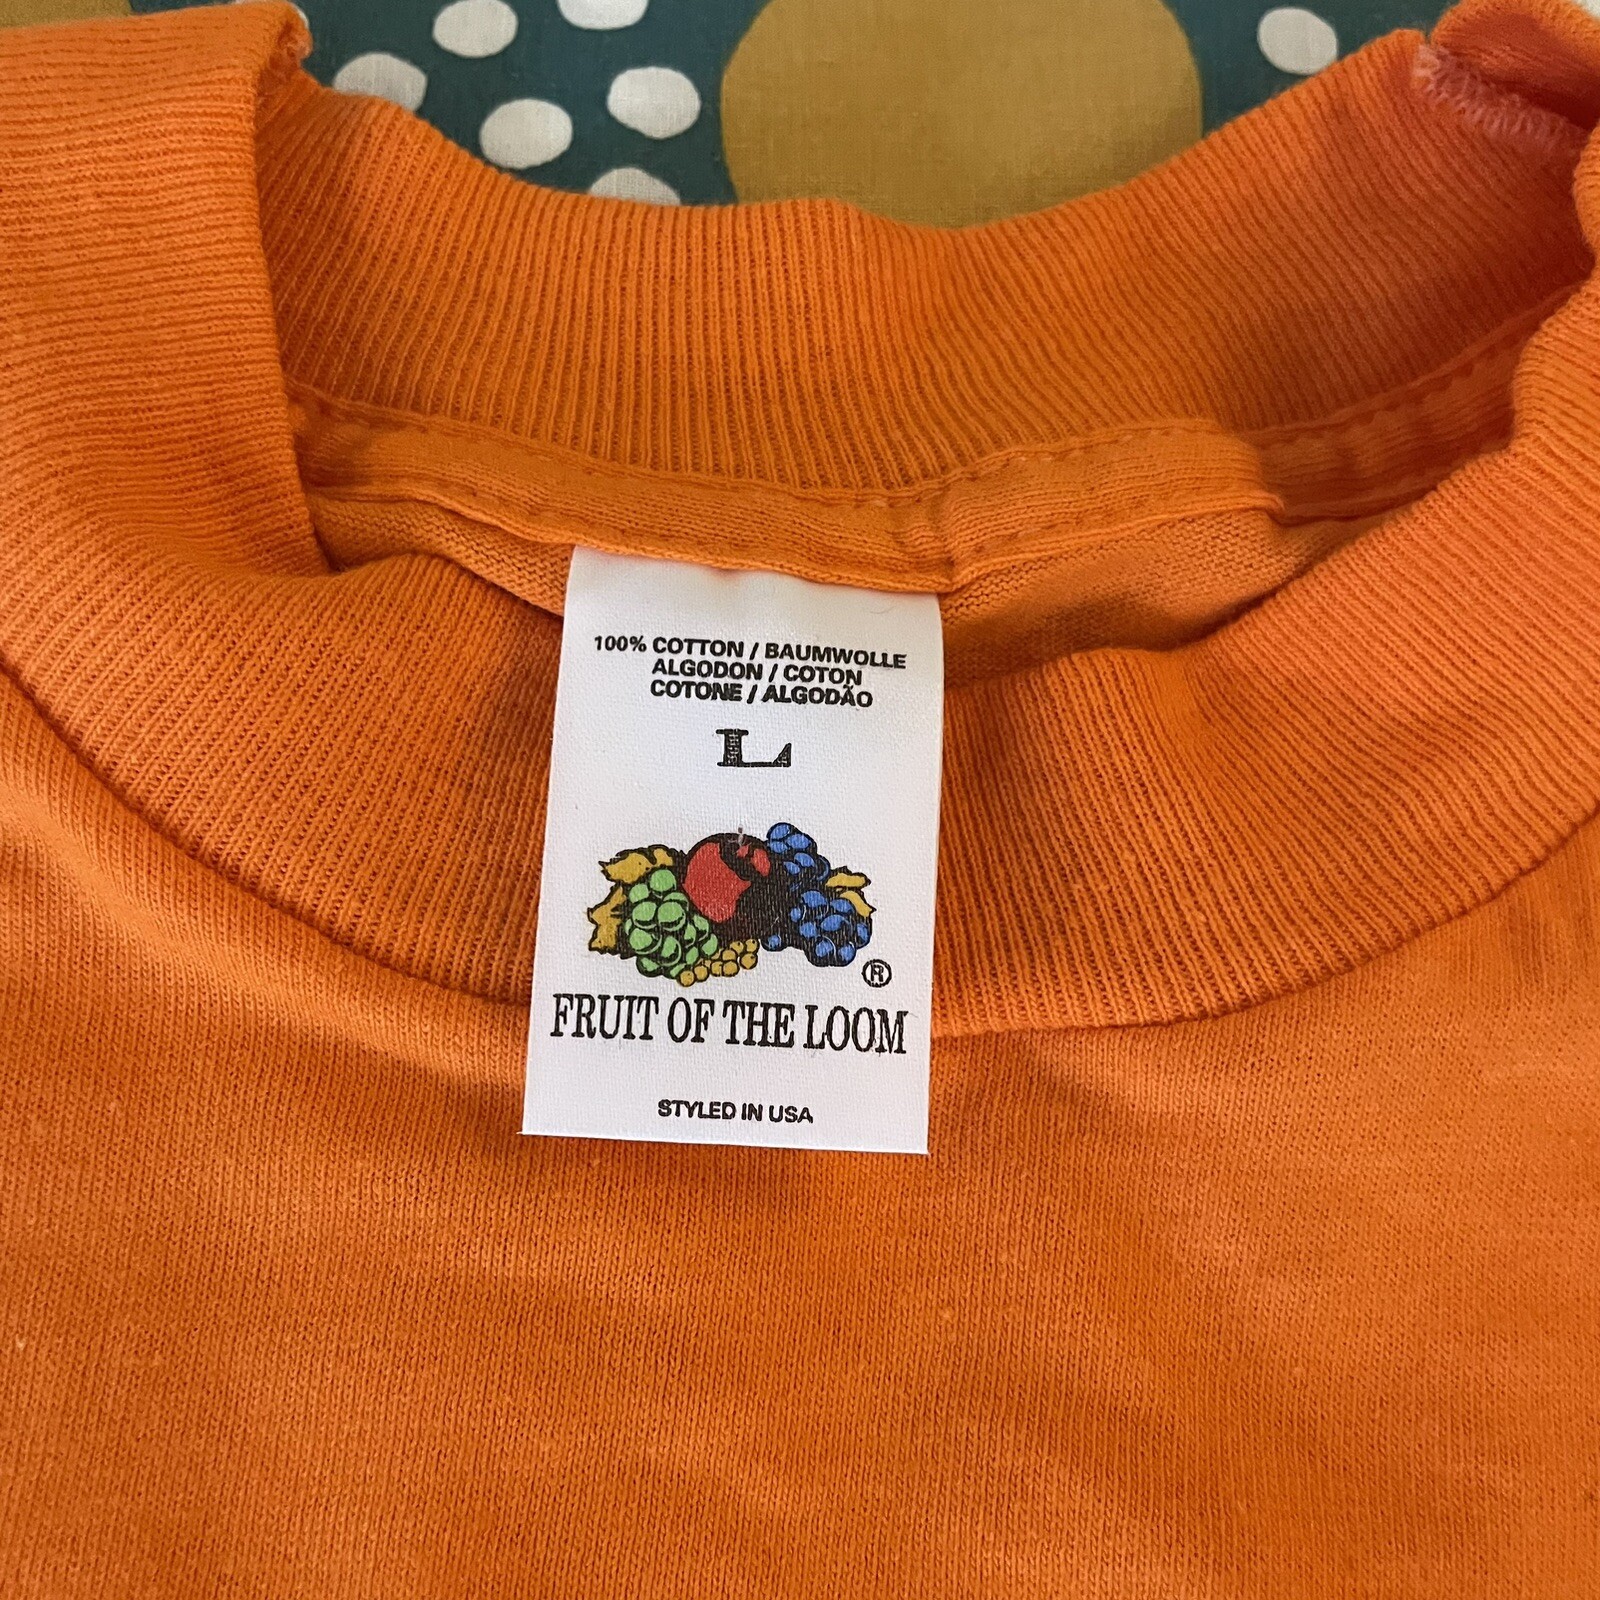 100% COTTON / BAUMWOLLE
ALGODON / COTON
COTONE / ALGODÃO
L
®
FRUIT OF THE LOOM
STYLED IN USA